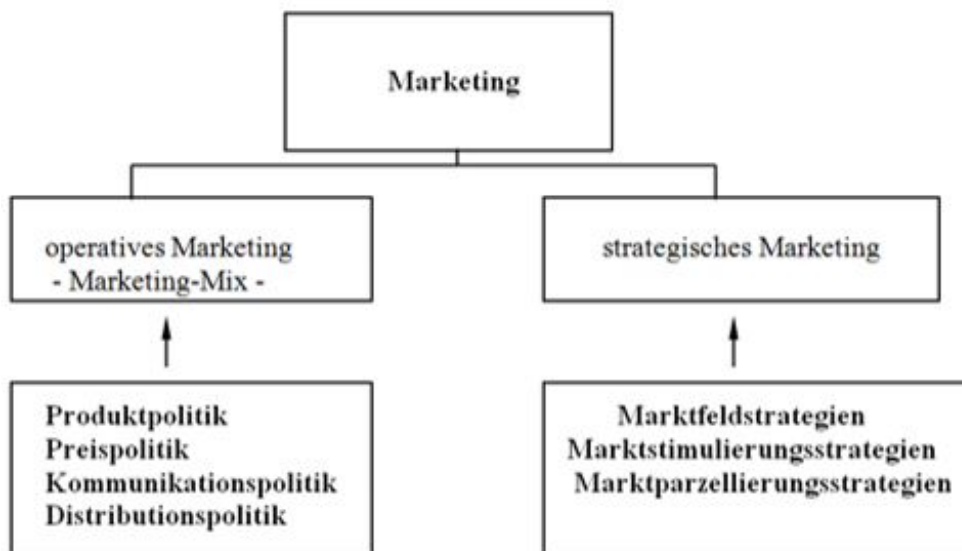 Marketing
operatives Marketing
- Marketing-Mix -
strategisches Marketing
Produktpolitik
Preispolitik
Kommunikationspolitik
Distributionspolitik
Marktfeldstrategien
Marktstimulierungsstrategien
Marktparzellierungsstrategien